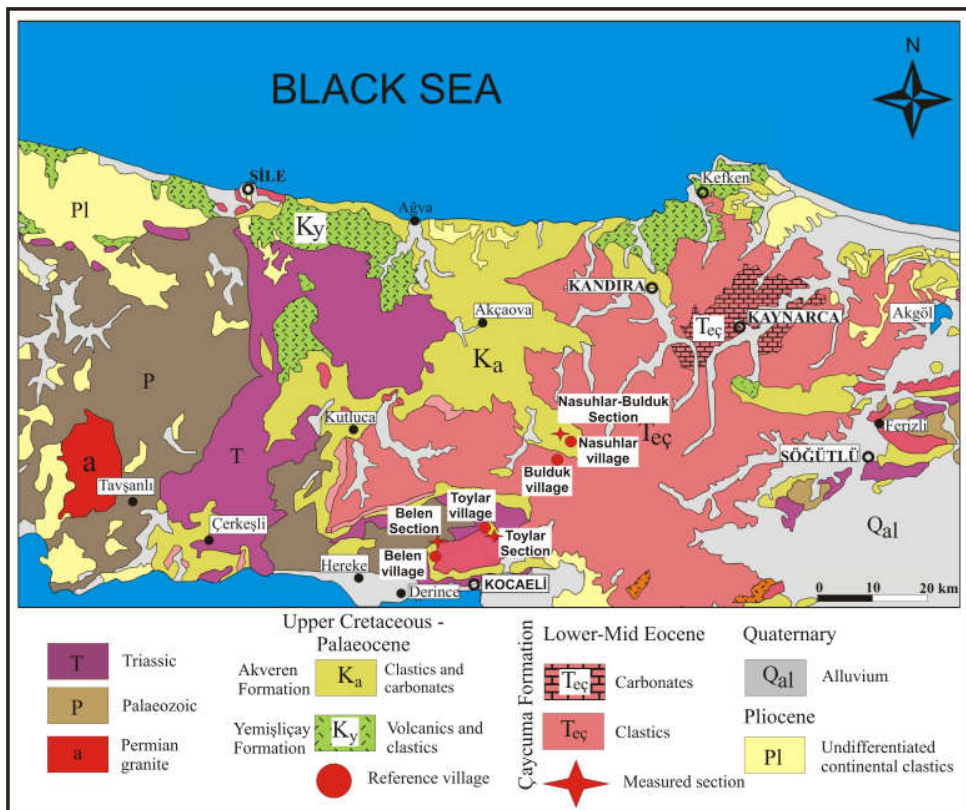 N
BLACK SEA
ŞİLE
Kefken
Pl
Ky
Ağva
KANDIRA
Akçaova
Teç
KAYNARCA
Akgöl
Ka
P
Nasuhlar-Bulduk
Section
Kutluca
Nasuhlar
village
Teç
Ferizli
a
T
Bulduk
village
SÖĞÜTLÜ
Tavşanlı
Toylar
village
Belen
Section
Çerkeşli
Toylar
Section
Qal
Belen
village
Hereke
KOCAELİ
Derince
0 10 20 km
Upper Cretaceous -
Palaeocene
Çaycuma Formation
Lower-Mid Eocene
Quaternary
T Triassic
Akveren
Formation
Ka
Clastics and
carbonates
Teç Carbonates
Qal Alluvium
P Palaeozoic
Yemişliçay
Formation
Ky
Volcanics and
clastics
Teç Clastics
Pliocene
a
Permian
granite
Reference village
Measured section
Pl
Undifferentiated
continental clastics